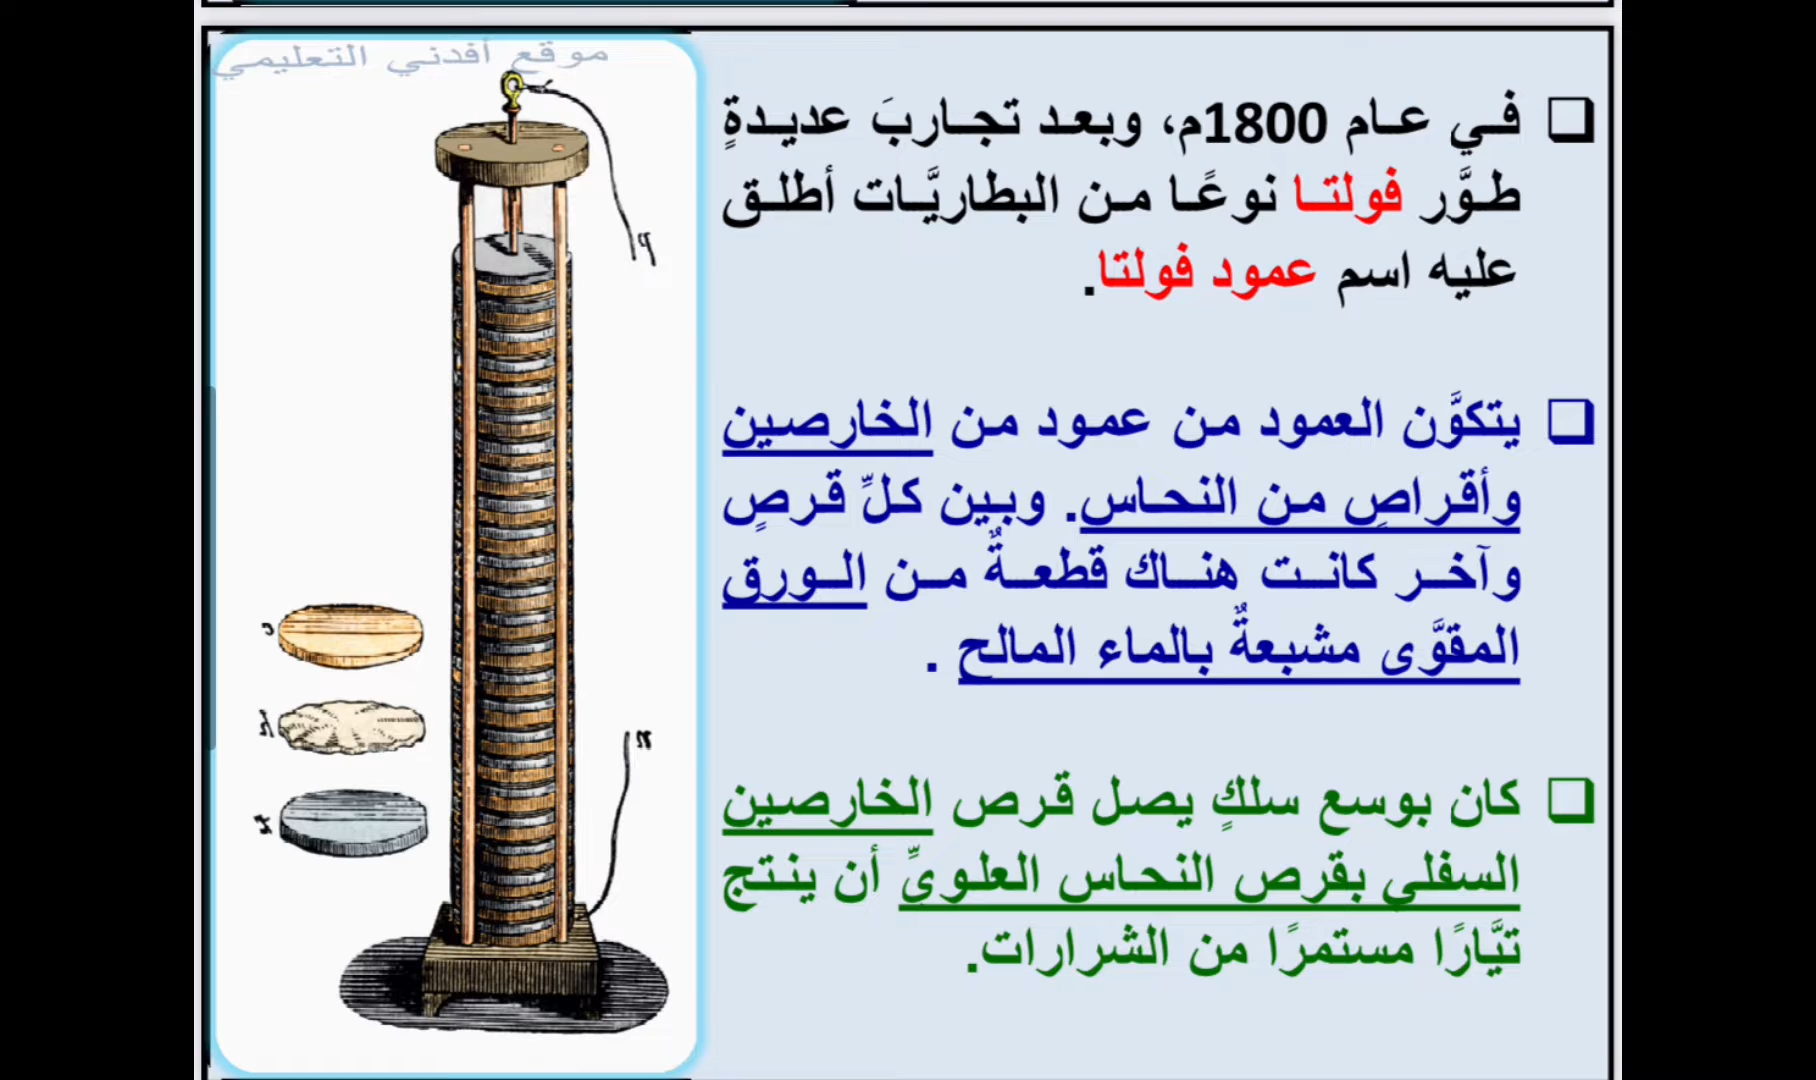 موقع أفدني التعليمي
في عام 1800م، وبعد تجاربَ عديدةٍ
طوَّر فولتا نوعًا من البطاريَّات أطلق
عليه اسم عمود فولتا.
يتكوَّن العمود من عمود من الخارصين
وأقراصٍ من النحاس. وبين كلِّ قرصٍ
وآخر كانت هناك قطعةٌ من الورق
المقوَّى مشبعةٌ بالماء المالح .
كان بوسع سلكٍ يصل قرص الخارصين
السفلي بقرص النحاس العلويِّ أن ينتج
تيَّارًا مستمرًا من الشرارات.